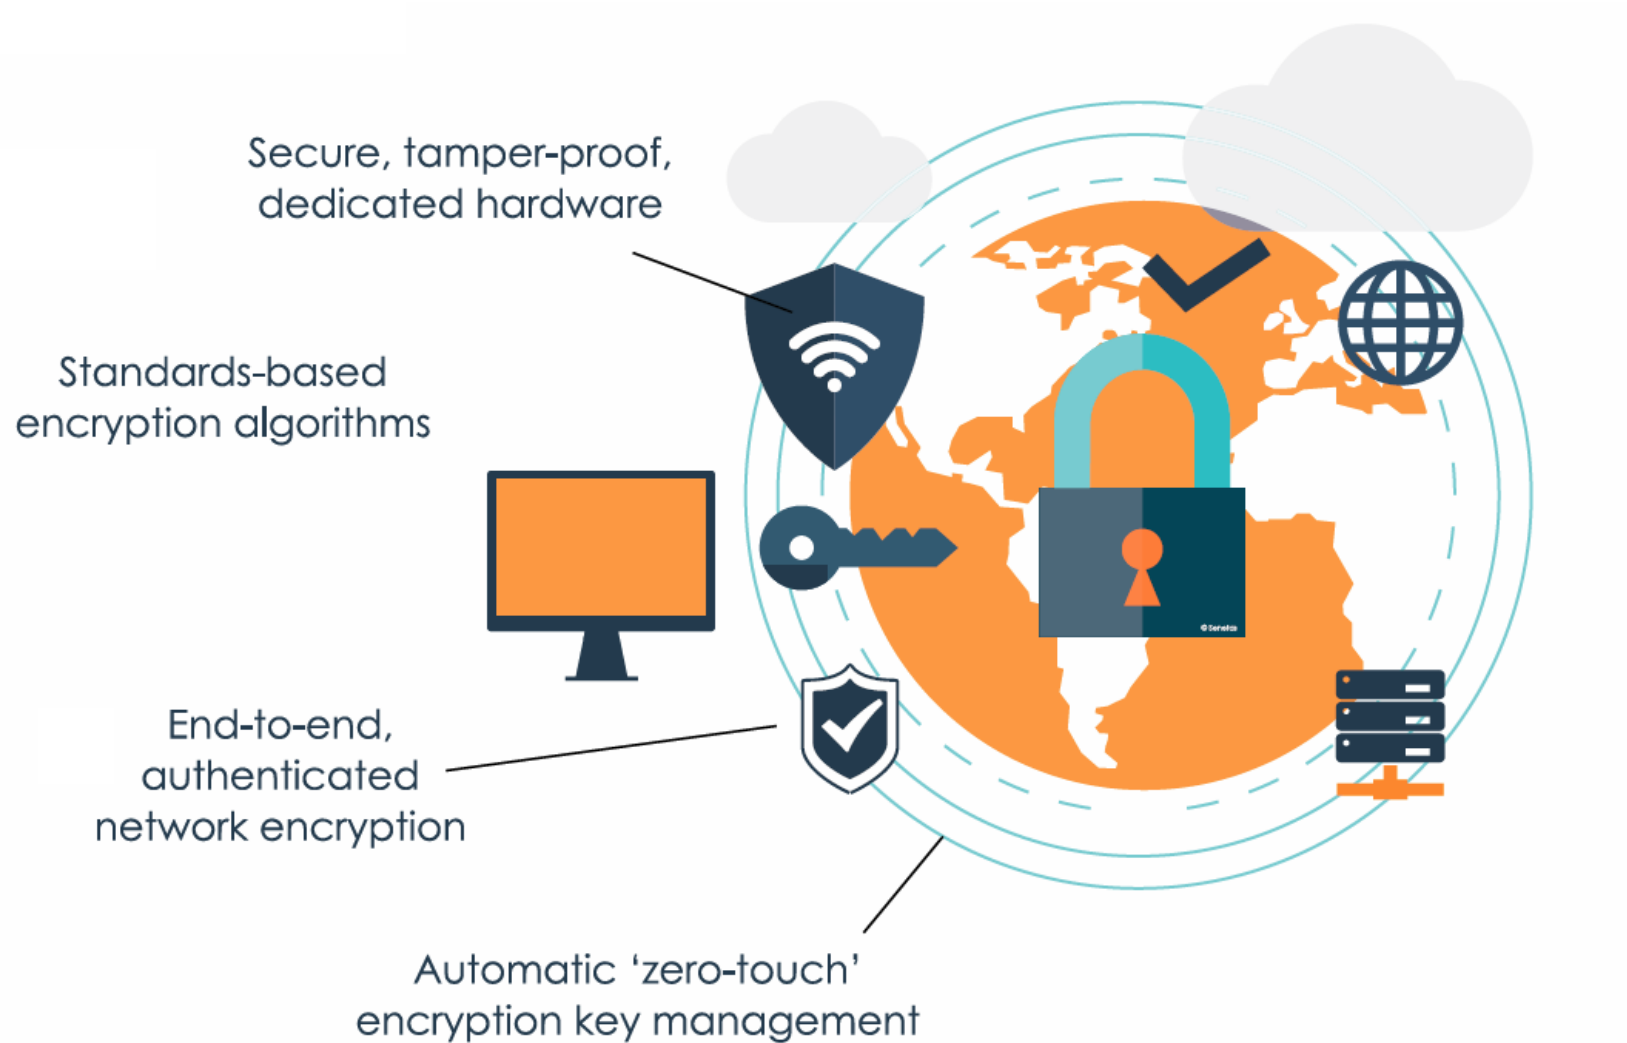 Secure, tamper-proof,
dedicated hardware
Standards-based
encryption algorithms
End-to-end,
authenticated
network encryption
Automatic ‘zero-touch’
encryption key management
© Senetas